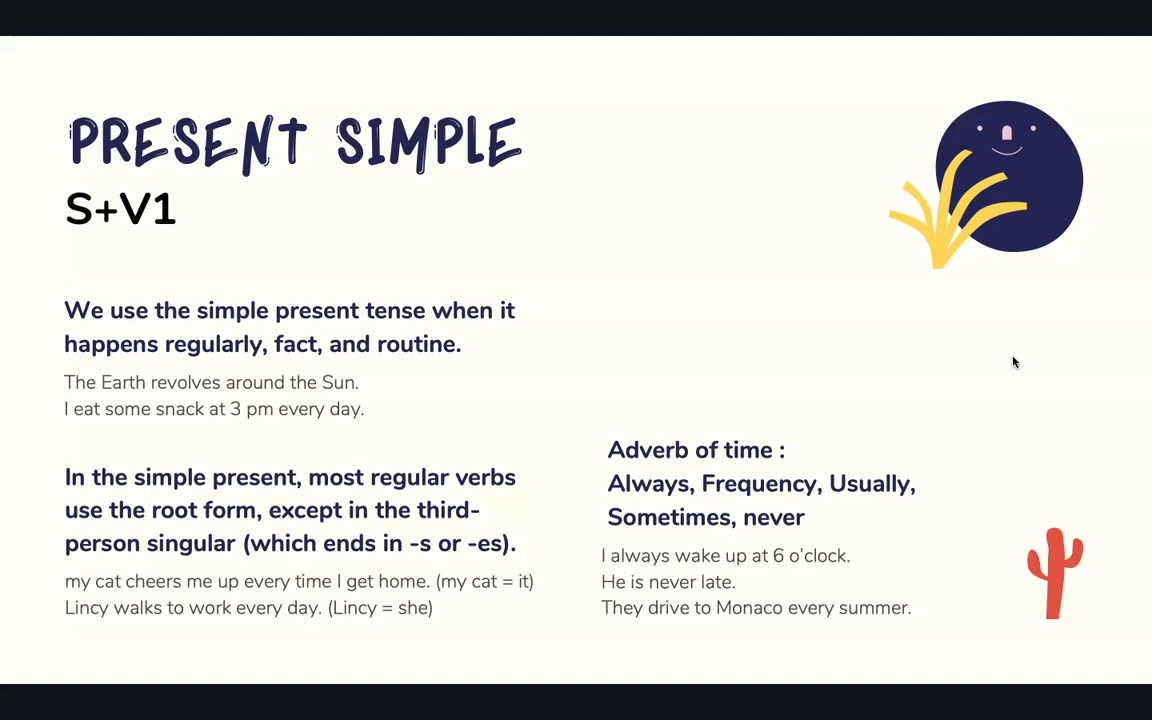 PRESENT SIMPLE
S+V1
We use the simple present tense when it
happens regularly, fact, and routine.
The Earth revolves around the Sun.
I eat some snack at 3 pm every day.
In the simple present, most regular verbs
use the root form, except in the third-
person singular (which ends in -s or -es).
my cat cheers me up every time I get home. (my cat = it)
Lincy walks to work every day. (Lincy = she)
Adverb of time :
Always, Frequency, Usually,
Sometimes, never
I always wake up at 6 o’clock.
He is never late.
They drive to Monaco every summer.